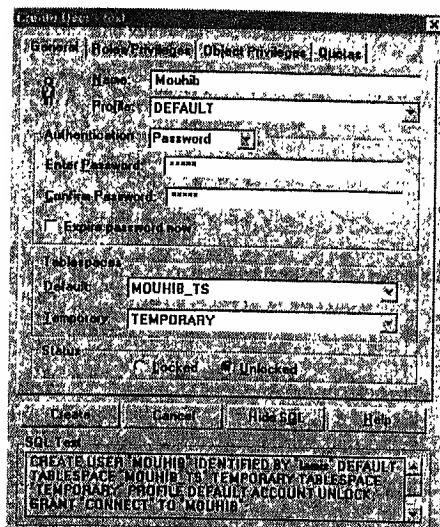 Create User - text
General Roles/Privileges Object Privileges Quotas
Name: Mouhib
Profile: DEFAULT
Authentication: Password
Enter Password: *****
Confirm Password: *****
Expire password now
Tablespaces
Default: MOUHIB_TS
Temporary: TEMPORARY
Status
Locked Unlocked
Create Cancel Hide SQL Help
SQL Text
CREATE USER "MOUHIB" IDENTIFIED BY DEFAULT
TABLESPACE "MOUHIB_TS" TEMPORARY TABLESPACE
"TEMPORARY" PROFILE DEFAULT ACCOUNT UNLOCK;
GRANT "CONNECT" TO "MOUHIB";